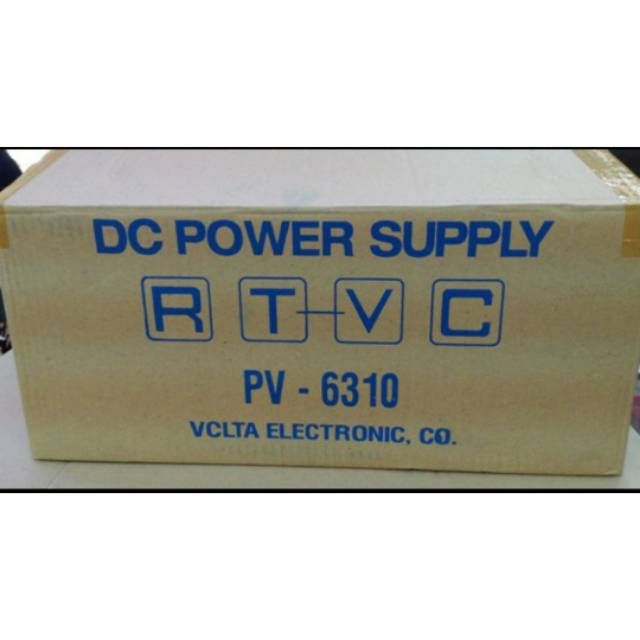 DC POWER SUPPLY
R T-V C
PV - 6310
VCLTA ELECTRONIC, CO.